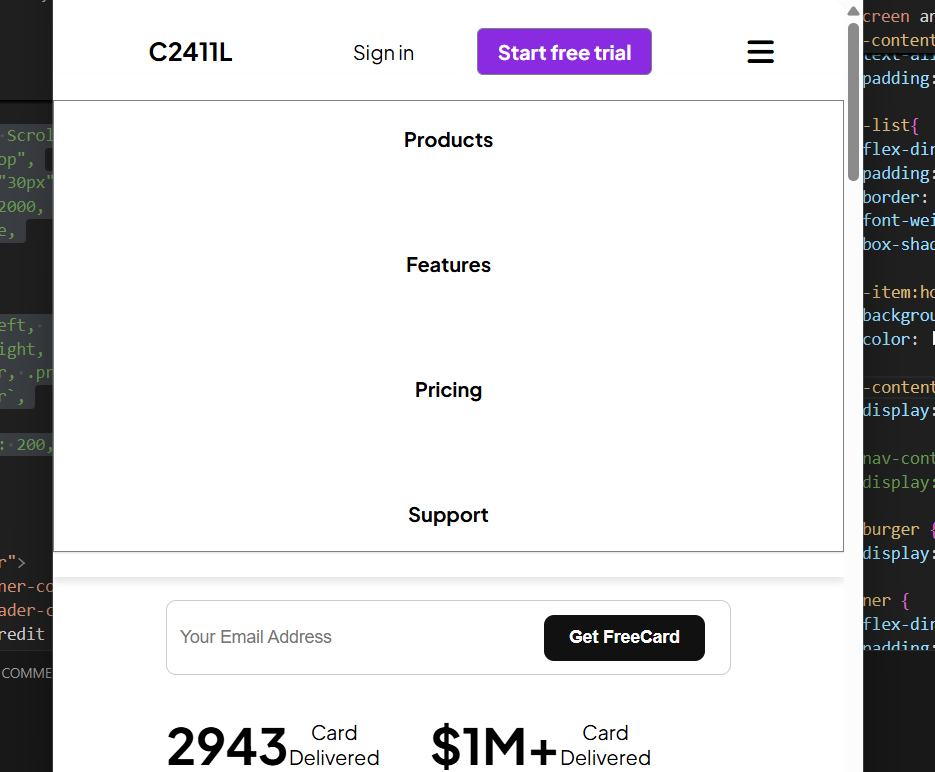 C2411L
Sign in
Start free trial
Products
Features
Pricing
Support
Your Email Address
Get FreeCard
2943
Card
Delivered
$1M+
Card
Delivered
Scrol
op",
"30px"
2000,
e,
eft,
ight,
r, .pr
r`,
: 200,
r">
ner-co
ader-c
redit
COMME
creen an
-content
text-ali
padding:
-list{
flex-dir
padding:
border:
font-wei
box-shad
-item:ho
backgrou
color:
-content
display:
nav-cont
display:
burger {
display:
ner {
flex-dir
padding: